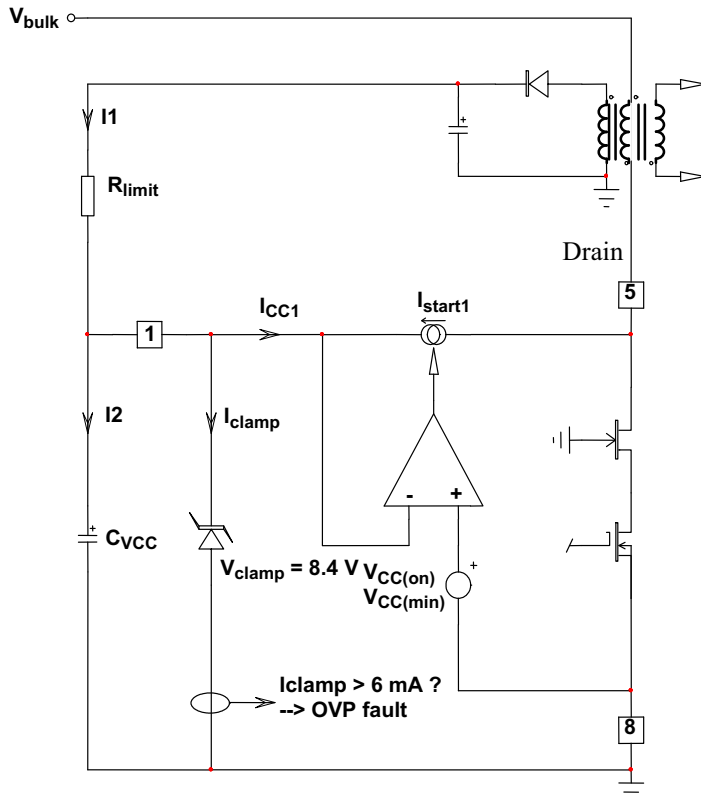 Vbulk
I1
Rlimit
Drain
5
ICC1
Istart1
1
I2
Iclamp
- +
CVCC
Vclamp = 8.4 V VCC(on)
VCC(min)
Iclamp > 6 mA ?
--> OVP fault
8